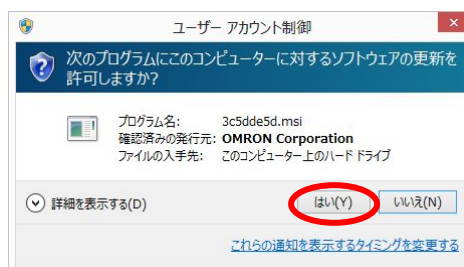 ユーザー アカウント制御
次のプログラムにこのコンピューターに対するソフトウェアの更新を
許可しますか?
プログラム名: 3c5dde5d.msi
確認済みの発行元: OMRON Corporation
ファイルの入手先: このコンピューター上のハード ドライブ
詳細を表示する(D)
はい(Y)
いいえ(N)
これらの通知を表示するタイミングを変更する